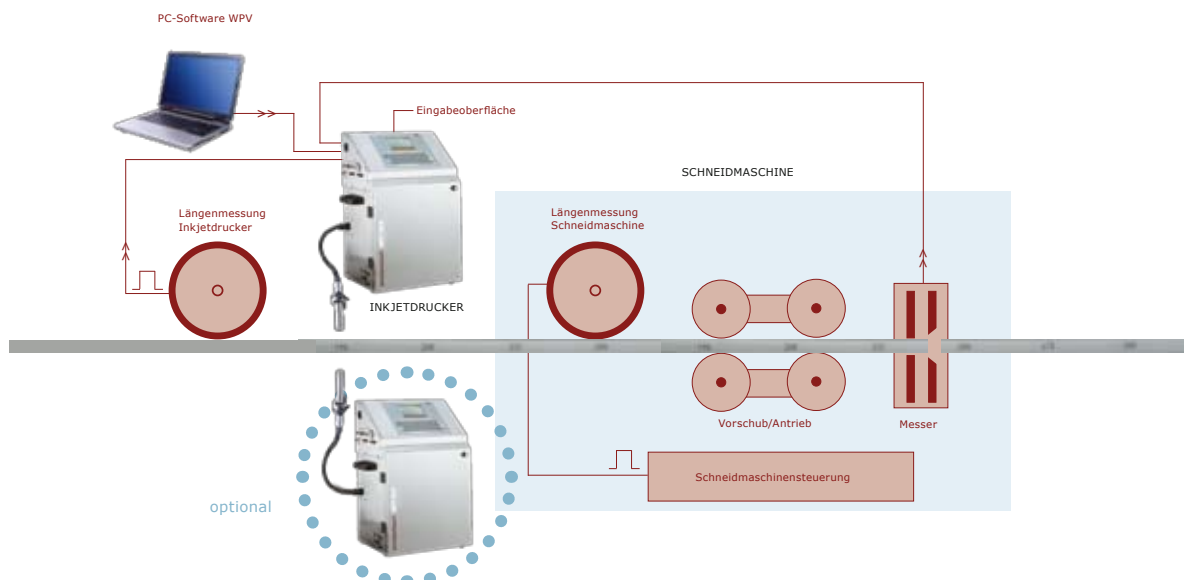 PC-Software WPV
Eingabeoberfläche
SCHNEIDMASCHINE
Längenmessung
Inkjetdrucker
Längenmessung
Schneidmaschine
INKJETDRUCKER
Vorschub/Antrieb
Messer
Schneidmaschinensteuerung
optional